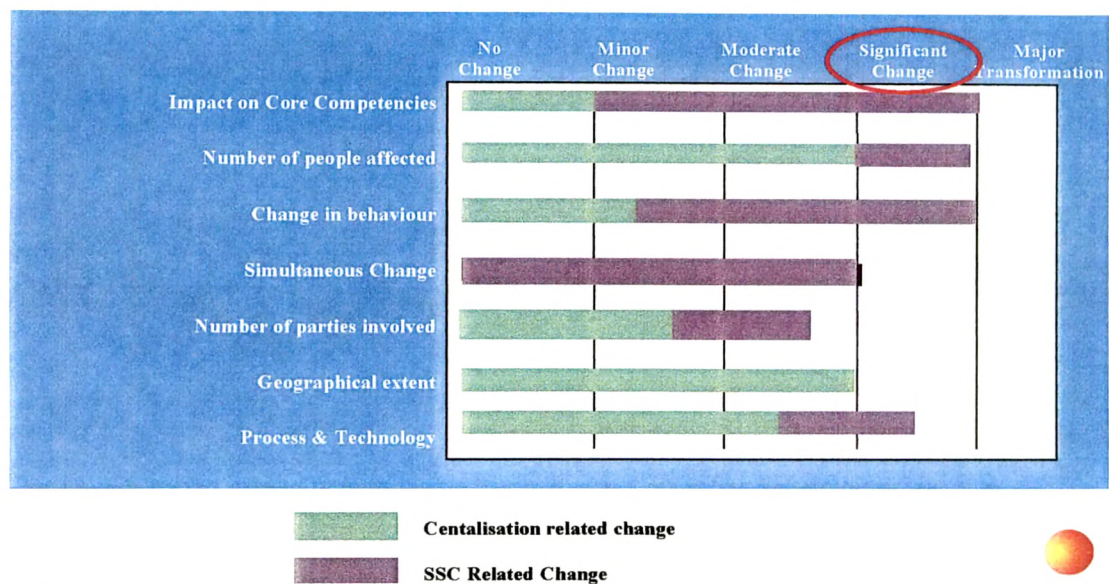 No Change
Minor Change
Moderate Change
Significant Change
Major Transformation
Impact on Core Competencies
Number of people affected
Change in behaviour
Simultaneous Change
Number of parties involved
Geographical extent
Process & Technology
Centalisation related change
SSC Related Change